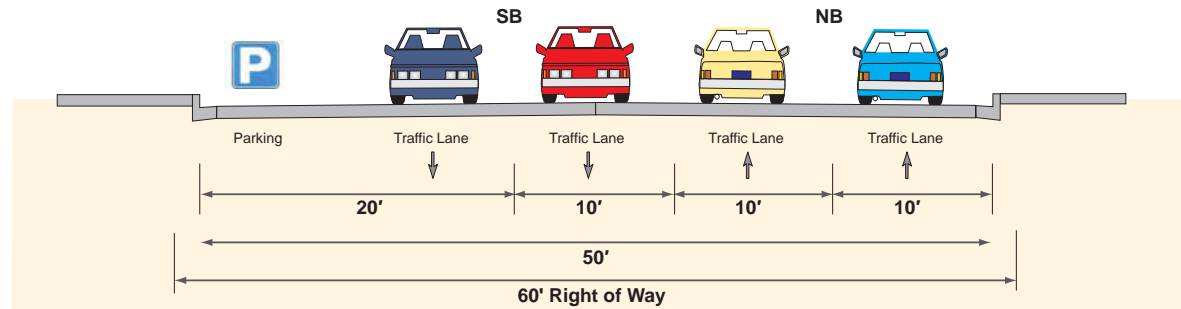 SB NB
P
Parking Traffic Lane Traffic Lane Traffic Lane Traffic Lane
20′ 10′ 10′ 10′
50′
60' Right of Way